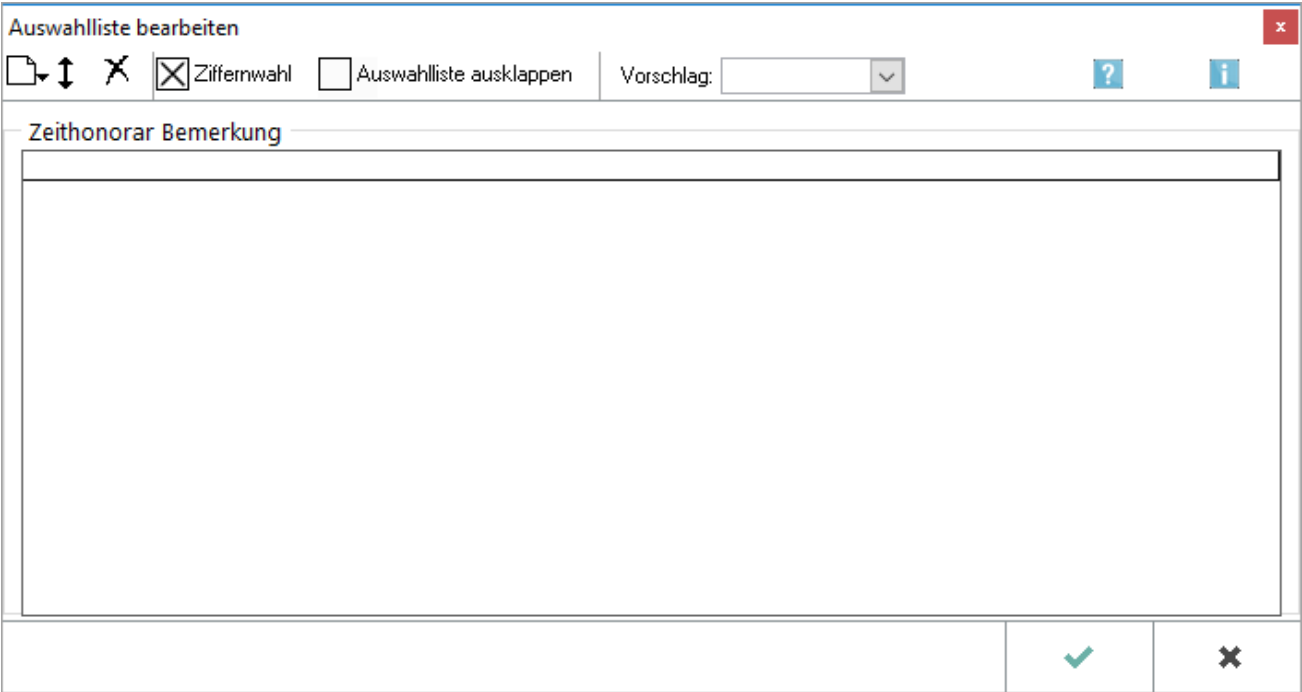 Auswahlliste bearbeiten
x
Ziffernwahl Auswahlliste ausklappen Vorschlag: ? i
Zeithonorar Bemerkung